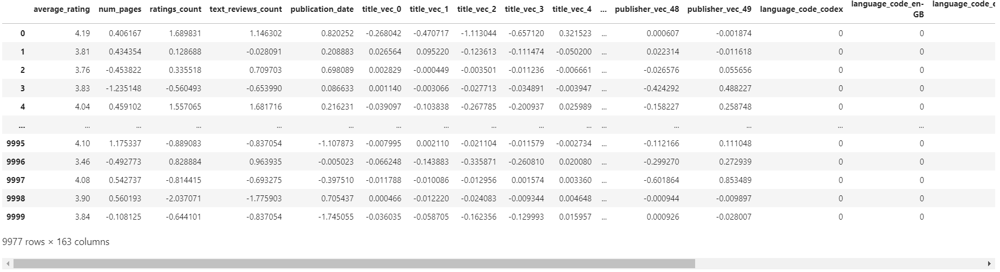 average_rating num_pages ratings_count text_reviews_count publication_date title_vec_0 title_vec_1 title_vec_2 title_vec_3 title_vec_4 ... publisher_vec_48 publisher_vec_49 language_code_codex language_code_en-GB language_code_e
0 4.19 0.406167 1.689831 1.146302 0.820252 -0.268042 -0.470717 -1.113044 -0.657120 0.321523 ... 0.000607 -0.001874 0 0
1 3.81 0.434354 0.128688 -0.028091 0.208883 0.026564 0.095220 -0.123613 -0.111474 -0.050200 ... 0.022314 -0.011618 0 0
2 3.76 -0.453822 0.335518 0.709703 0.698089 0.002829 -0.000449 -0.003501 -0.011236 -0.006661 ... -0.026576 0.055656 0 0
3 3.83 -1.235148 -0.560493 -0.653990 0.086633 0.001140 -0.003066 -0.027713 -0.034891 -0.003947 ... -0.424292 0.488227 0 0
4 4.04 0.459102 1.557065 1.681716 0.216231 -0.039097 -0.103838 -0.267785 -0.200937 0.025989 ... -0.158227 0.258748 0 0
... ... ... ... ... ... ... ... ... ... ... ... ... ... ... ...
9995 4.10 1.175337 -0.889083 -0.837054 -1.107873 -0.007995 0.002110 -0.021104 -0.011579 -0.002734 ... -0.112166 0.111048 0 0
9996 3.46 -0.492773 0.828884 0.963935 -0.005023 -0.066248 -0.143883 -0.335871 -0.260810 0.020080 ... -0.299270 0.272939 0 0
9997 4.08 0.542737 -0.814415 -0.693275 -0.397510 -0.011788 -0.010086 -0.012956 0.001574 0.003360 ... -0.601864 0.853489 0 0
9998 3.90 0.560193 -2.037071 -1.775903 0.705437 0.000466 -0.012220 -0.024083 -0.009344 0.004648 ... -0.000944 -0.009897 0 0
9999 3.84 -0.108125 -0.644101 -0.837054 -1.745055 -0.036035 -0.058705 -0.162356 -0.129993 0.015957 ... 0.000926 -0.028007 0 0
9977 rows × 163 columns